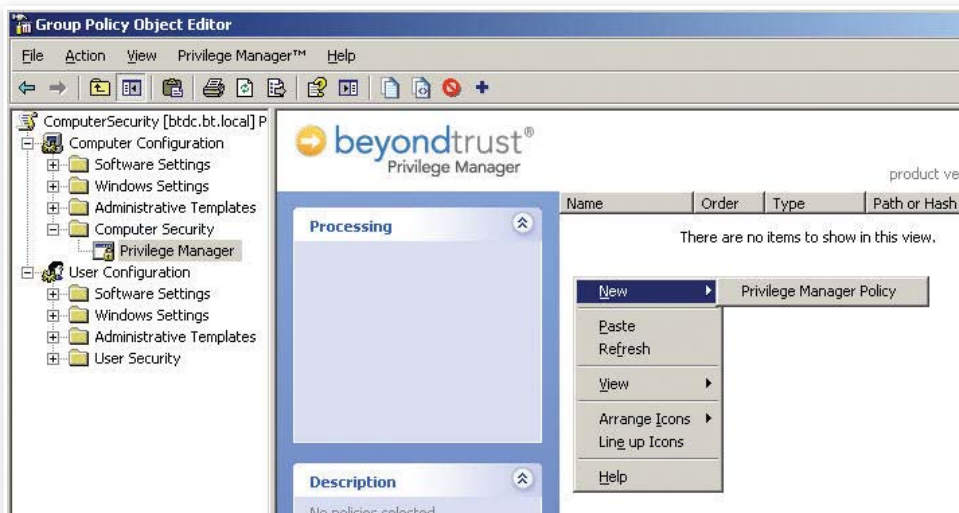 Group Policy Object Editor
File Action View Privilege Manager™ Help
ComputerSecurity [btdc.bt.local] P
Computer Configuration
Software Settings
Windows Settings
Administrative Templates
Computer Security
Privilege Manager
User Configuration
Software Settings
Windows Settings
Administrative Templates
User Security
beyondtrust®
Privilege Manager
product ve
Processing
Name Order Type Path or Hash
There are no items to show in this view.
New Privilege Manager Policy
Paste
Refresh
View
Arrange Icons
Line up Icons
Help
Description
No policies selected